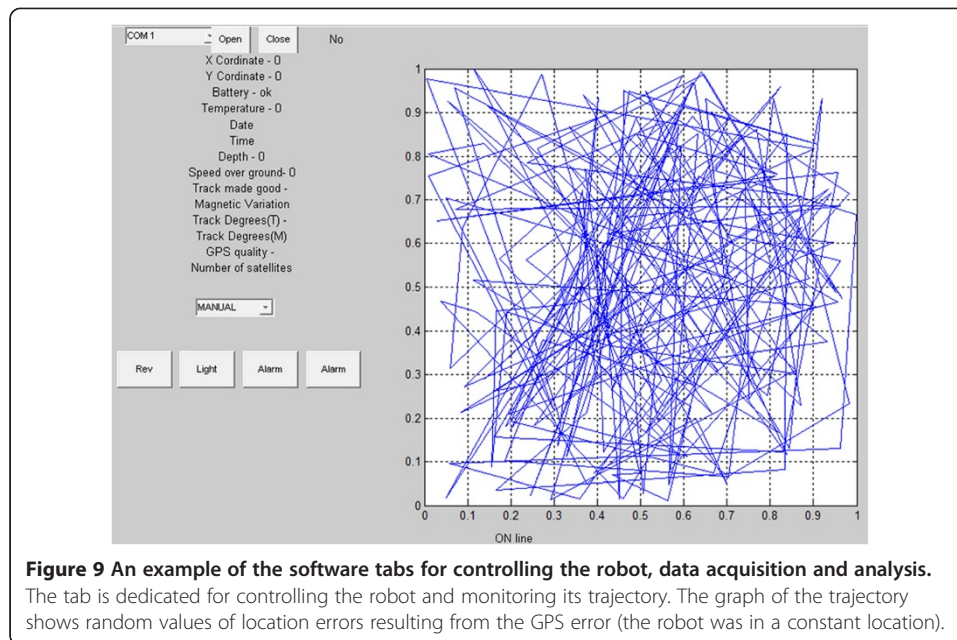 COM 1
Open
Close
No
X Cordinate - 0
Y Cordinate - 0
Battery - ok
Temperature - 0
Date
Time
Depth - 0
Speed over ground- 0
Track made good -
Magnetic Variation
Track Degrees(T) -
Track Degrees(M)
GPS quality -
Number of satellites
MANUAL
Rev
Light
Alarm
Alarm
1
0.9
0.8
0.7
0.6
0.5
0.4
0.3
0.2
0.1
0
0 0.1 0.2 0.3 0.4 0.5 0.6 0.7 0.8 0.9 1
ON line
Figure 9 An example of the software tabs for controlling the robot, data acquisition and analysis.
The tab is dedicated for controlling the robot and monitoring its trajectory. The graph of the trajectory
shows random values of location errors resulting from the GPS error (the robot was in a constant location).